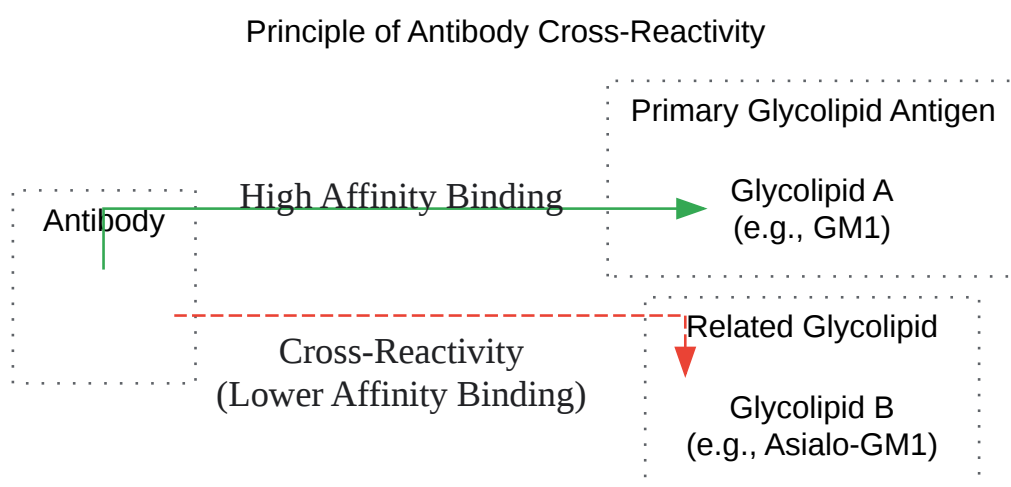 Principle of Antibody Cross-Reactivity
Primary Glycolipid Antigen
High Affinity Binding
Glycolipid A
(e.g., GM1)
Antibody
Related Glycolipid
Cross-Reactivity
(Lower Affinity Binding)
Glycolipid B
(e.g., Asialo-GM1)